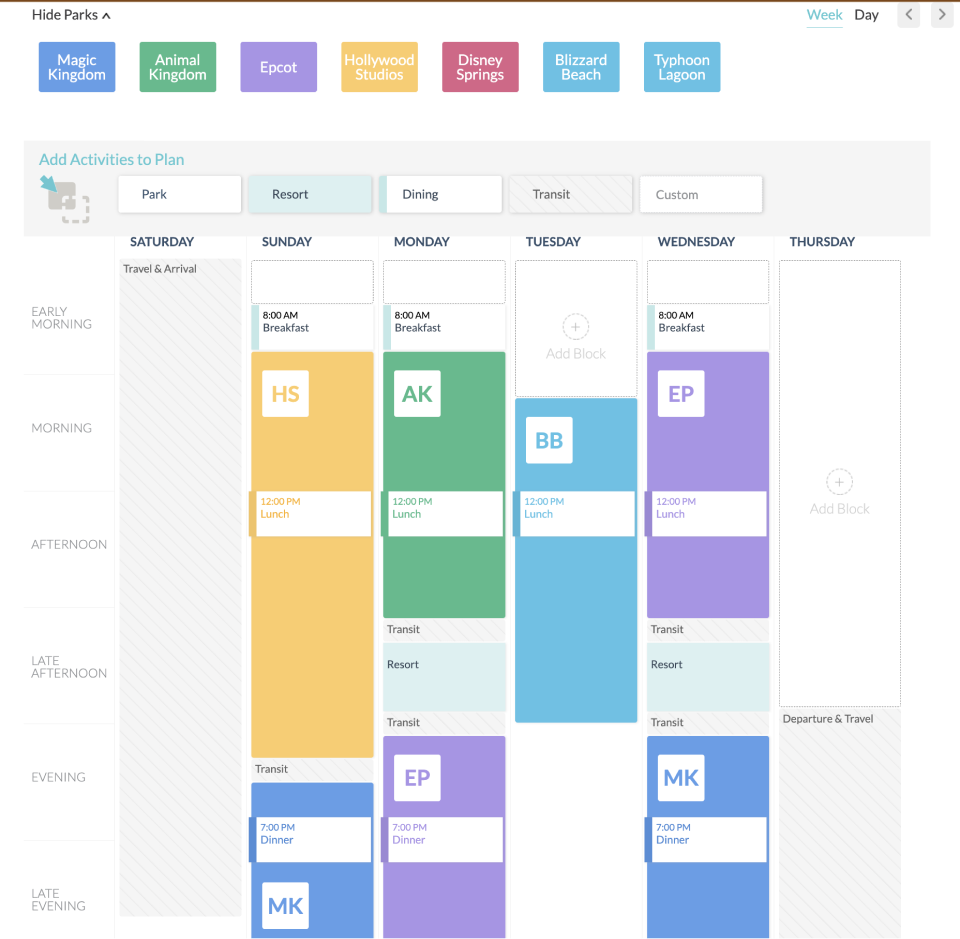 Hide Parks
Week
Day
Magic
Kingdom
Animal
Kingdom
Epcot
Hollywood
Studios
Disney
Springs
Blizzard
Beach
Typhoon
Lagoon
Add Activities to Plan
Park
Resort
Dining
Transit
Custom
SATURDAY
SUNDAY
MONDAY
TUESDAY
WEDNESDAY
THURSDAY
EARLY
MORNING
MORNING
AFTERNOON
LATE
AFTERNOON
EVENING
LATE
EVENING
Travel & Arrival
8:00 AM
Breakfast
HS
12:00 PM
Lunch
Transit
7:00 PM
Dinner
MK
8:00 AM
Breakfast
AK
12:00 PM
Lunch
Transit
Resort
Transit
EP
7:00 PM
Dinner
Add Block
BB
12:00 PM
Lunch
8:00 AM
Breakfast
EP
12:00 PM
Lunch
Transit
Resort
Transit
MK
7:00 PM
Dinner
Add Block
Departure & Travel